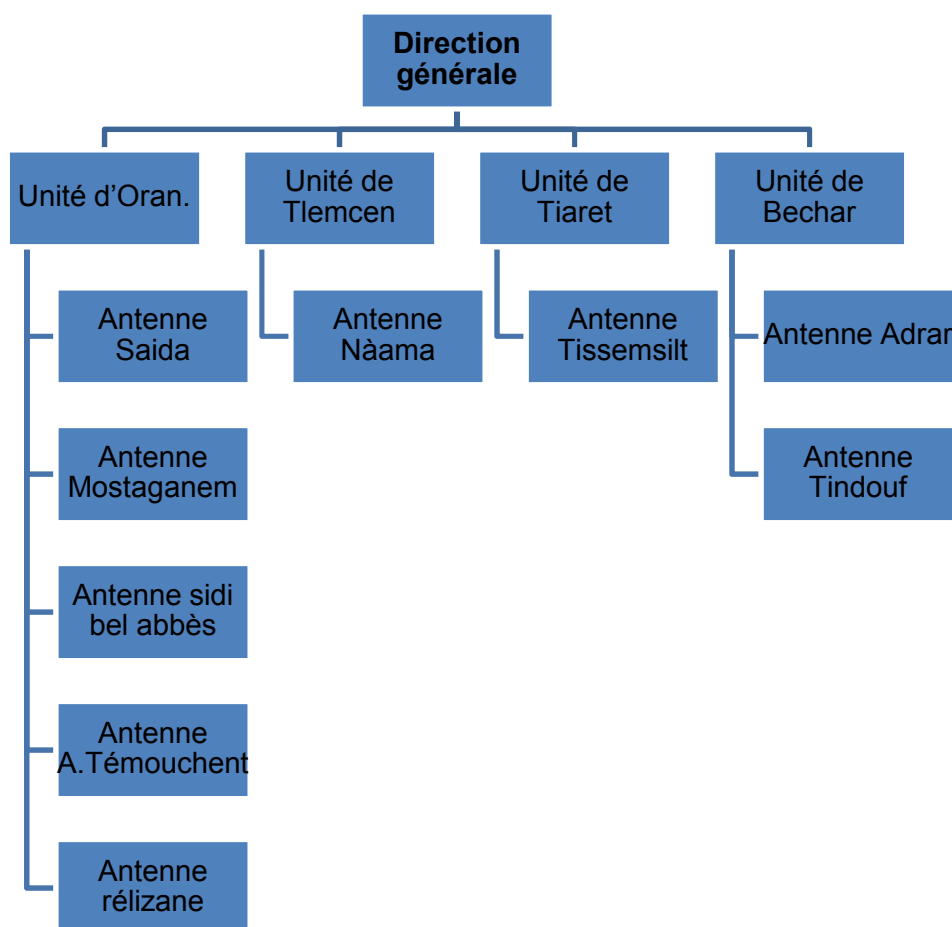 Direction
générale
Unité d’Oran.
Unité de
Tlemcen
Unité de
Tiaret
Unité de
Bechar
Antenne
Saida
Antenne
Nàama
Antenne
Tissemsilt
Antenne Adrar
Antenne
Mostaganem
Antenne
Tindouf
Antenne sidi
bel abbès
Antenne
A.Témouchent
Antenne
rélizane